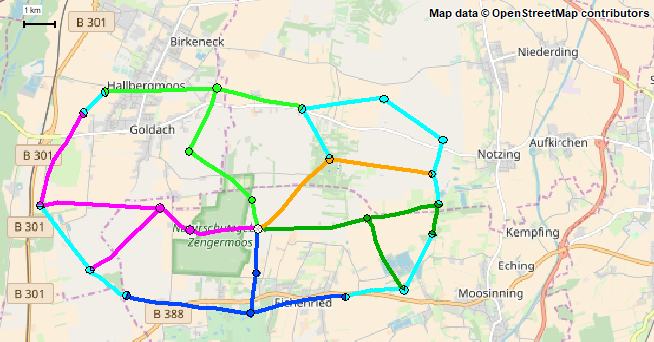 1 km
Map data © OpenStreetMap contributors
B 301
Birkeneck
Niederding
Hallbergmoos
Goldach
Aufkirchen
B 301
Notzing
B 301
Zengermoos
Kempfing
Eching
B 301
Moosinning
Eichenried
B 388